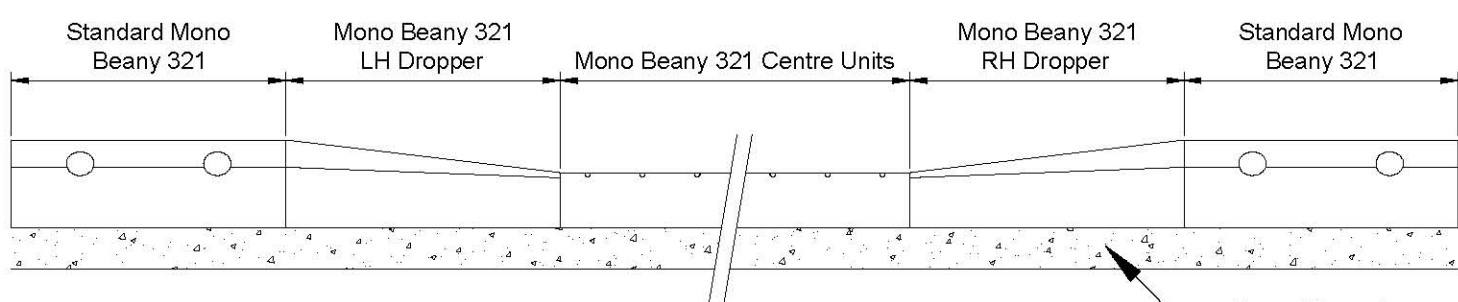 Standard Mono
Beany 321
Mono Beany 321
LH Dropper
Mono Beany 321 Centre Units
Mono Beany 321
RH Dropper
Standard Mono
Beany 321